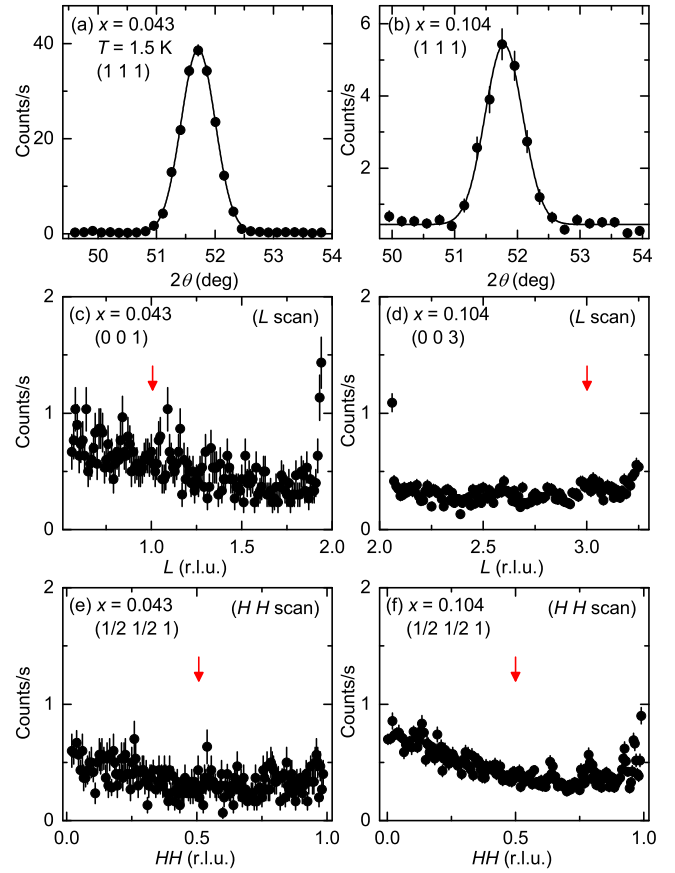 (a) x = 0.043
T = 1.5 K
(1 1 1)
Counts/s
40
20
0
50 51 52 53 54
2θ (deg)
(b) x = 0.104
(1 1 1)
Counts/s
6
4
2
50 51 52 53 54
2θ (deg)
(c) x = 0.043 (L scan)
(0 0 1)
Counts/s
2
1
0
1.0 1.5 2.0
L (r.l.u.)
(d) x = 0.104 (L scan)
(0 0 3)
Counts/s
2
1
0
2.0 2.5 3.0
L (r.l.u.)
(e) x = 0.043 (H H scan)
(1/2 1/2 1)
Counts/s
2
1
0
0.0 0.5 1.0
HH (r.l.u.)
(f) x = 0.104 (H H scan)
(1/2 1/2 1)
Counts/s
2
1
0
0.0 0.5 1.0
HH (r.l.u.)